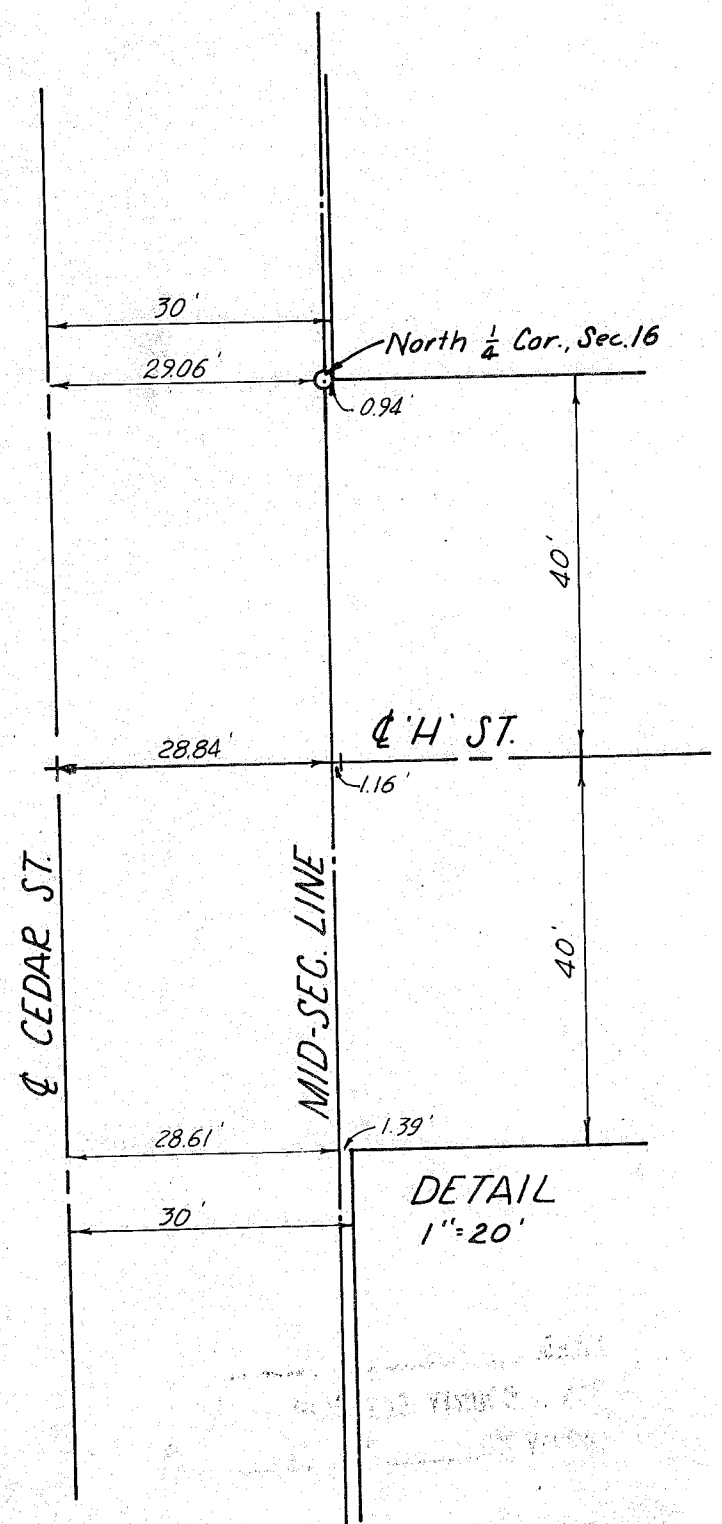 30'
North 1/4 Cor., Sec. 16
29.06'
0.94'
40'
℄ 'H' ST.
28.84'
1.16'
℄ CEDAR ST.
MID-SEC. LINE
40'
1.39'
28.61'
DETAIL
30'
1"=20'